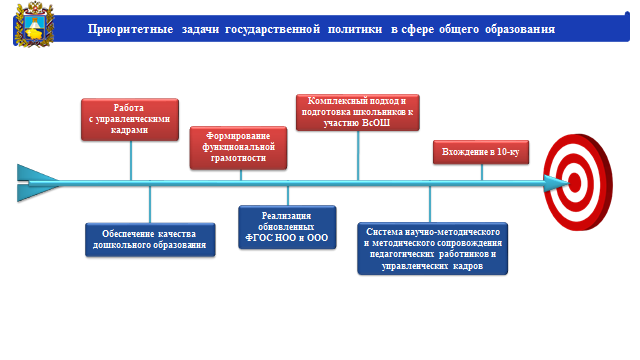 Приоритетные задачи государственной политики в сфере общего образования
Работа
с управленческими
кадрами
Формирование
функциональной
грамотности
Комплексный подход и
подготовка школьников к
участию ВсОШ
Вхождение в 10-ку
Обеспечение качества
дошкольного образования
Реализация
обновленных
ФГОС НОО и ООО
Система научно-методического
и методического сопровождения
педагогических работников и
управленческих кадров